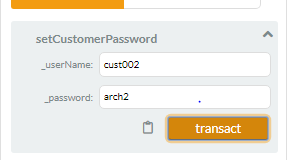 setCustomerPassword
_userName: cust002
_password: arch2
transact